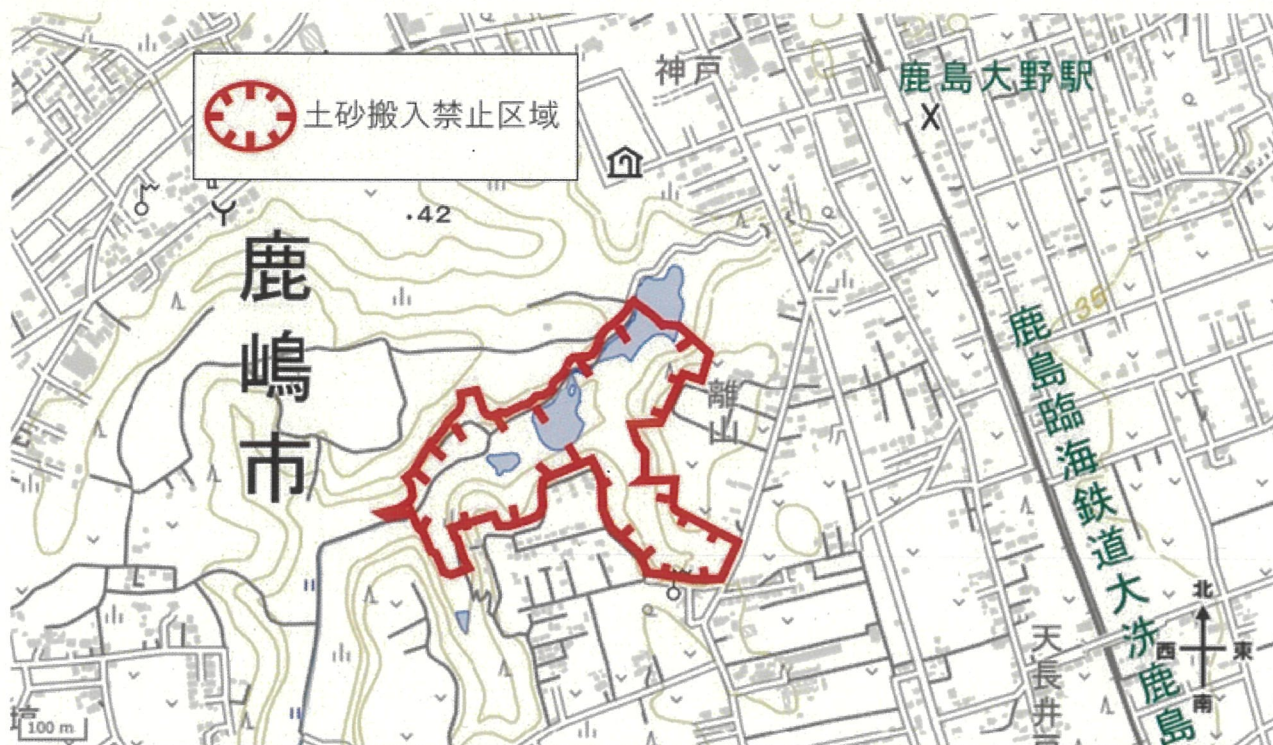 土砂搬入禁止区域
神戸
鹿島大野駅
.42
鹿嶋市
35
離山
鹿島臨海鉄道大洗鹿島
天長井戸
北
西 東
南
100 m